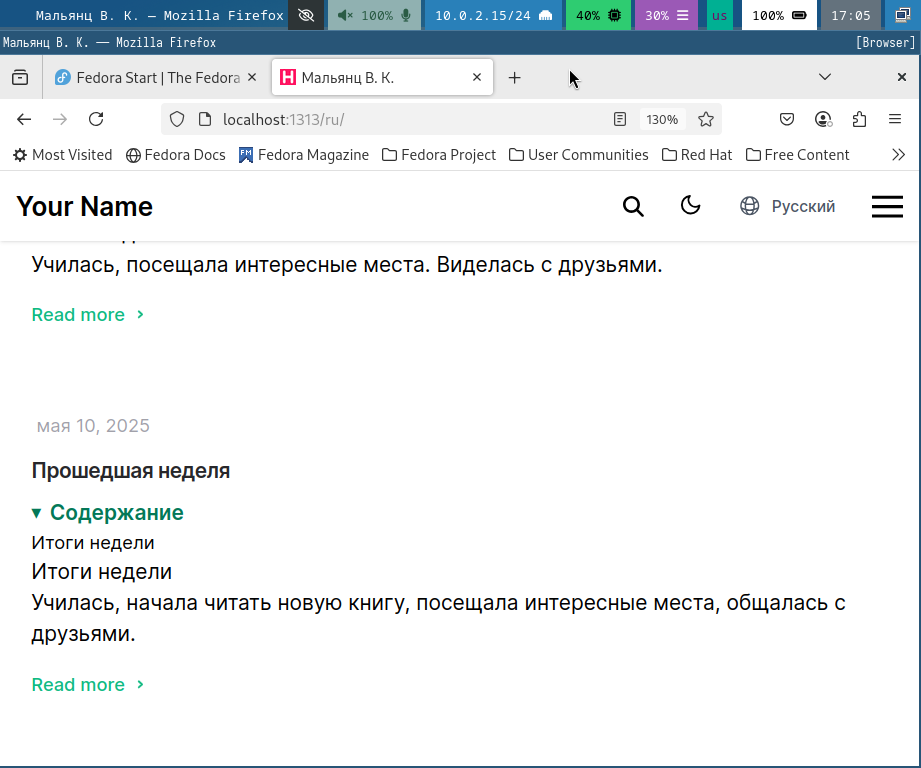 Мальянц В. К. — Mozilla Firefox 100% 10.0.2.15/24 40% 30% us 100% 17:05
Мальянц В. К. — Mozilla Firefox [Browser]
Fedora Start | The Fedora Мальянц В. К.
localhost:1313/ru/ 130%
Most Visited Fedora Docs Fedora Magazine Fedora Project User Communities Red Hat Free Content
Your Name Русский
Училась, посещала интересные места. Виделась с друзьями.
Read more
мая 10, 2025
Прошедшая неделя
Содержание
Итоги недели
Итоги недели
Училась, начала читать новую книгу, посещала интересные места, общалась с
друзьями.
Read more